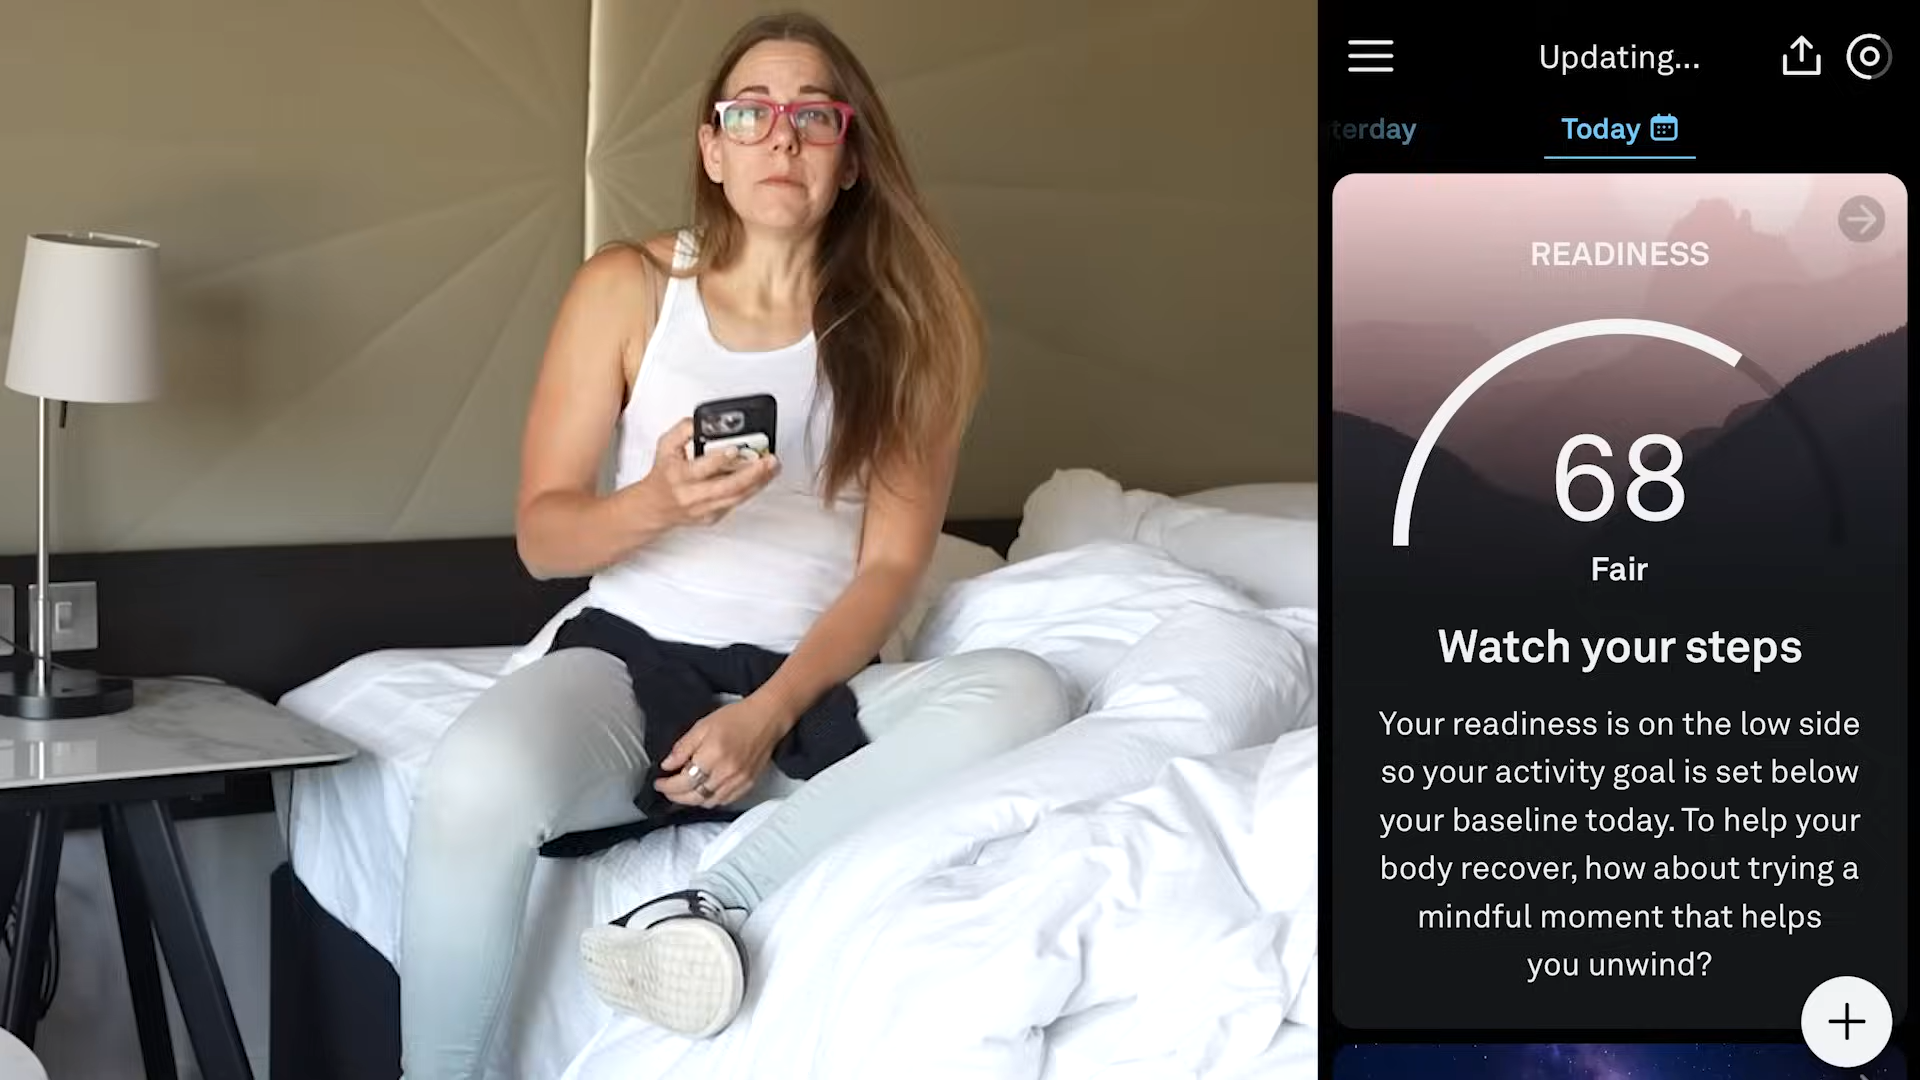 Updating...
terday
Today
READINESS
68
Fair
Watch your steps
Your readiness is on the low side
so your activity goal is set below
your baseline today. To help your
body recover, how about trying a
mindful moment that helps
you unwind?